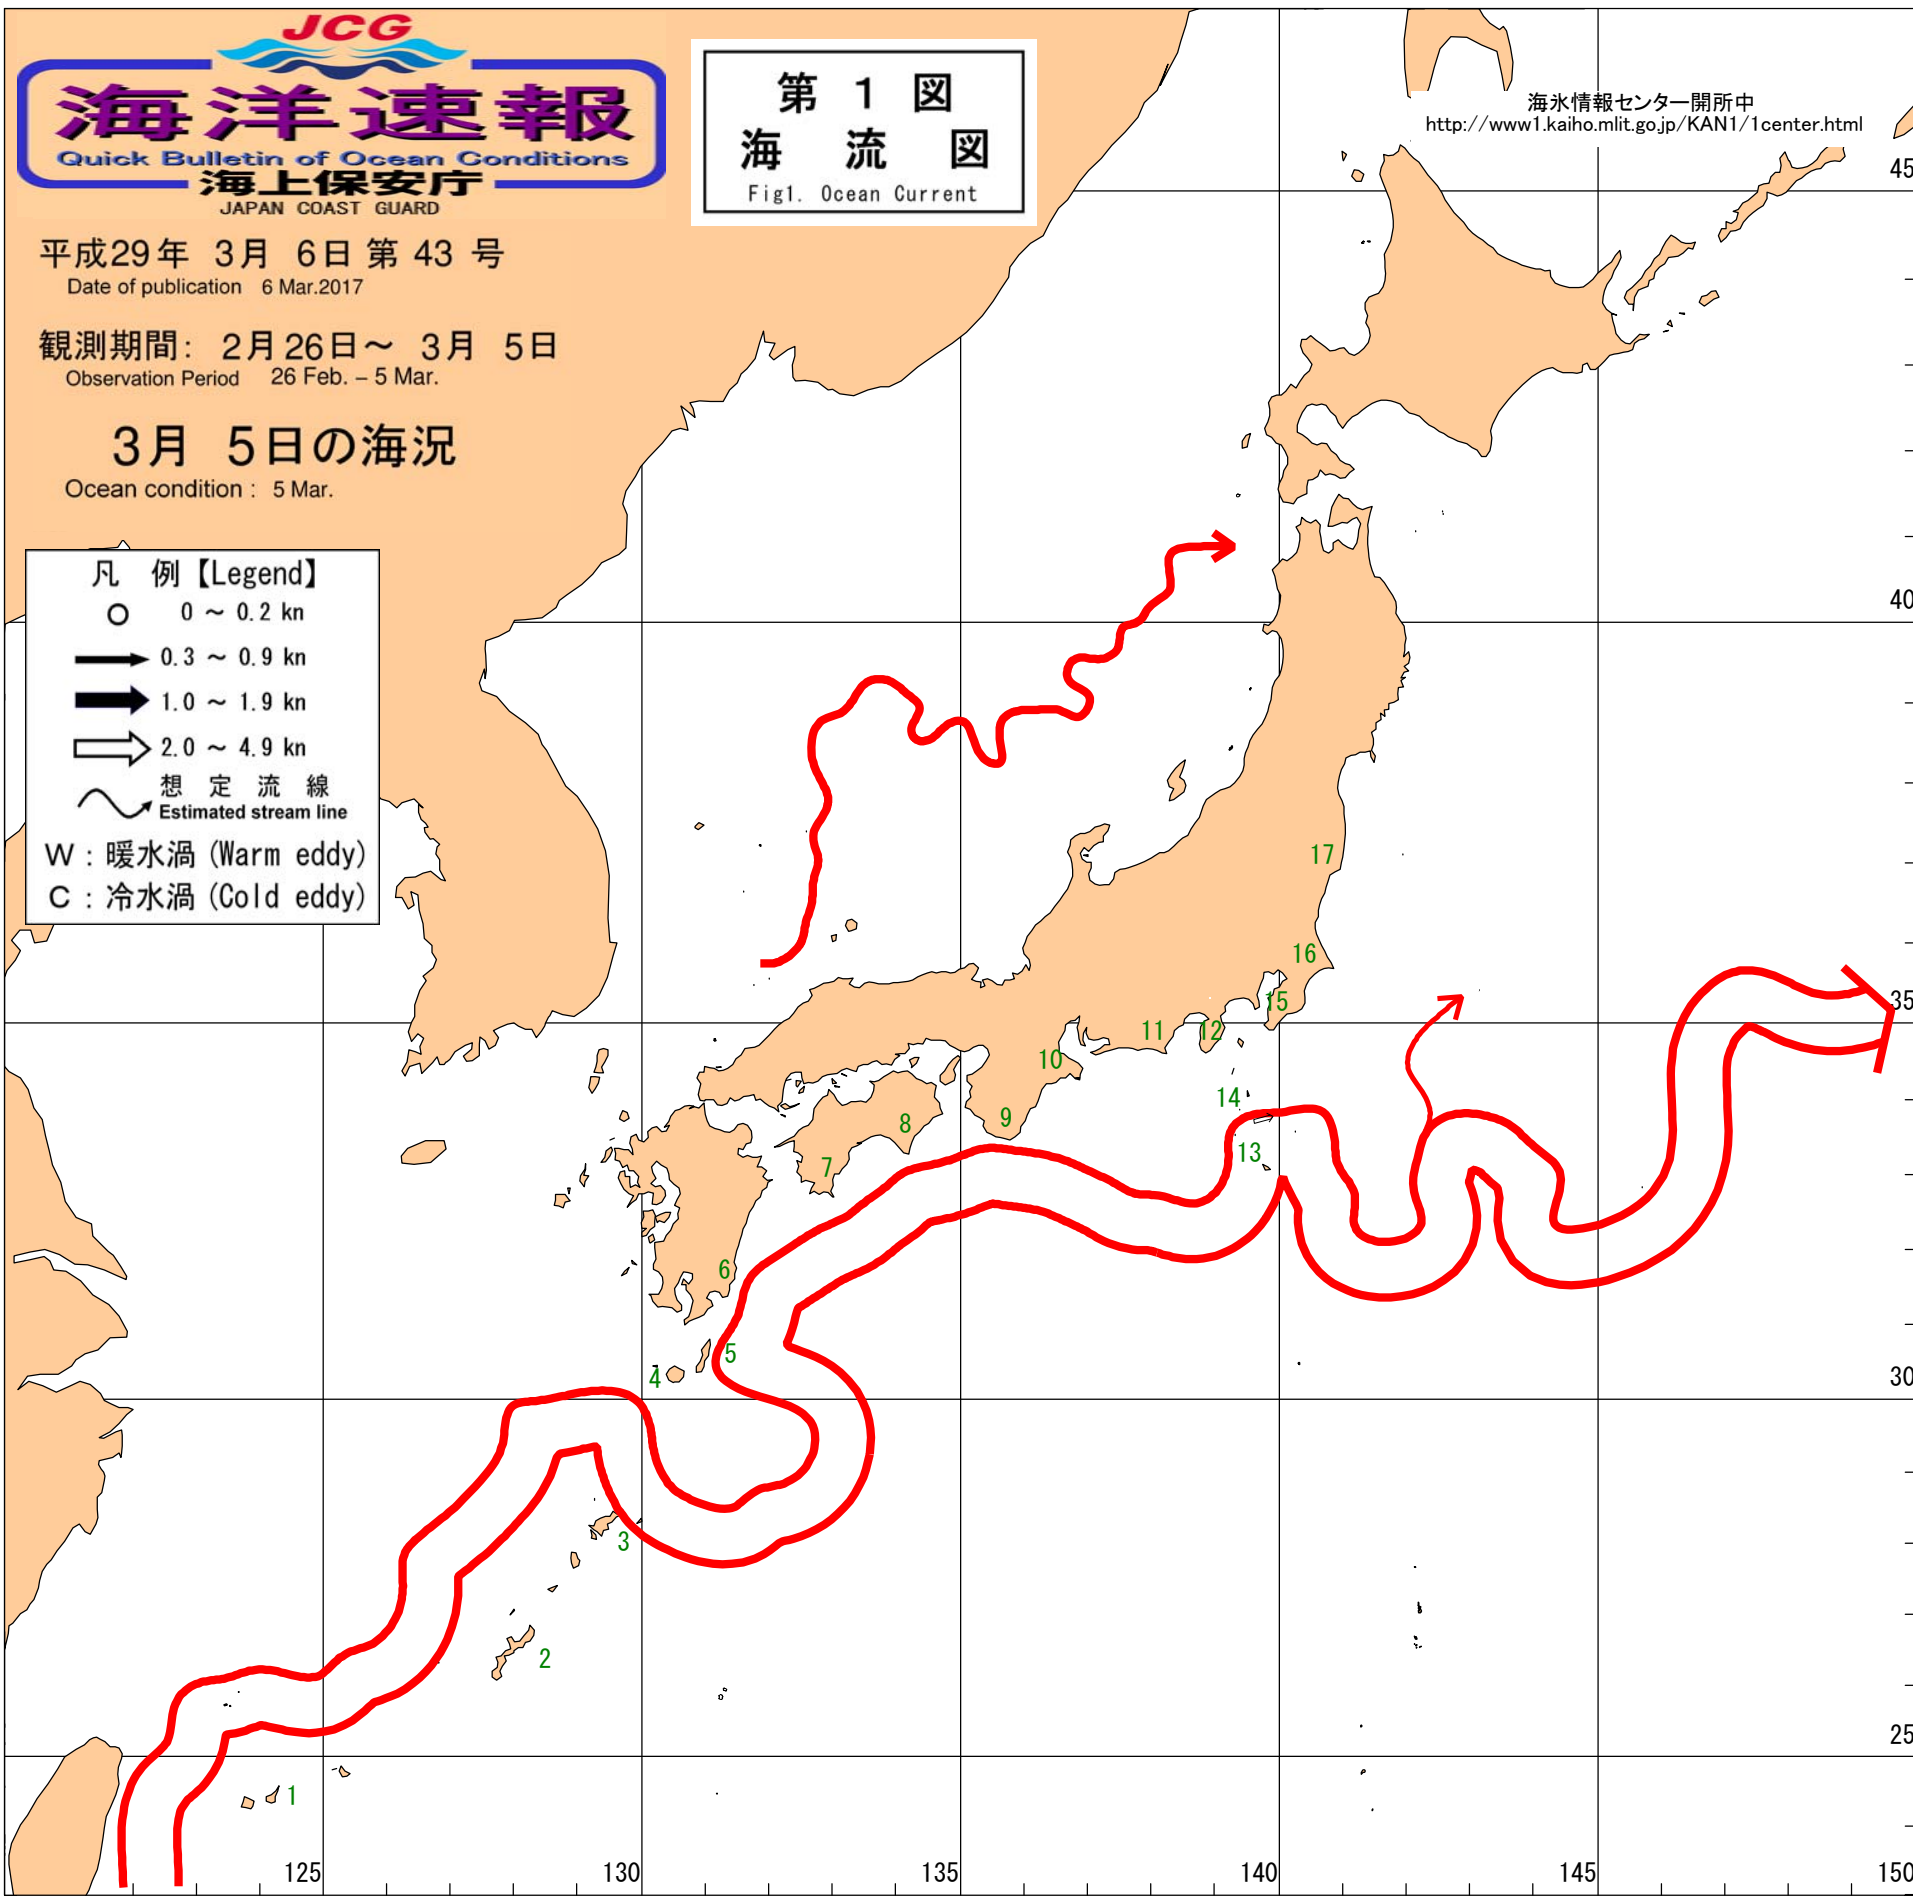 JCG
海洋速報
Quick Bulletin of Ocean Conditions
海上保安庁
JAPAN COAST GUARD
第 1 図
海 流 図
Fig1. Ocean Current
海氷情報センター開所中
http://www1.kaiho.mlit.go.jp/KAN1/1center.html
平成29年 3月 6日 第 43 号
Date of publication 6 Mar.2017
観測期間: 2月26日～ 3月 5日
Observation Period 26 Feb. – 5 Mar.
3月 5日の海況
Ocean condition : 5 Mar.
凡 例【Legend】
0 ～ 0.2 kn
0.3 ～ 0.9 kn
1.0 ～ 1.9 kn
2.0 ～ 4.9 kn
想 定 流 線
Estimated stream line
W : 暖水渦 (Warm eddy)
C : 冷水渦 (Cold eddy)
45
40
17
16
35
15
12
11
10
14
9
8
13
7
6
5
4
30
3
2
25
1
125
130
135
140
145
150